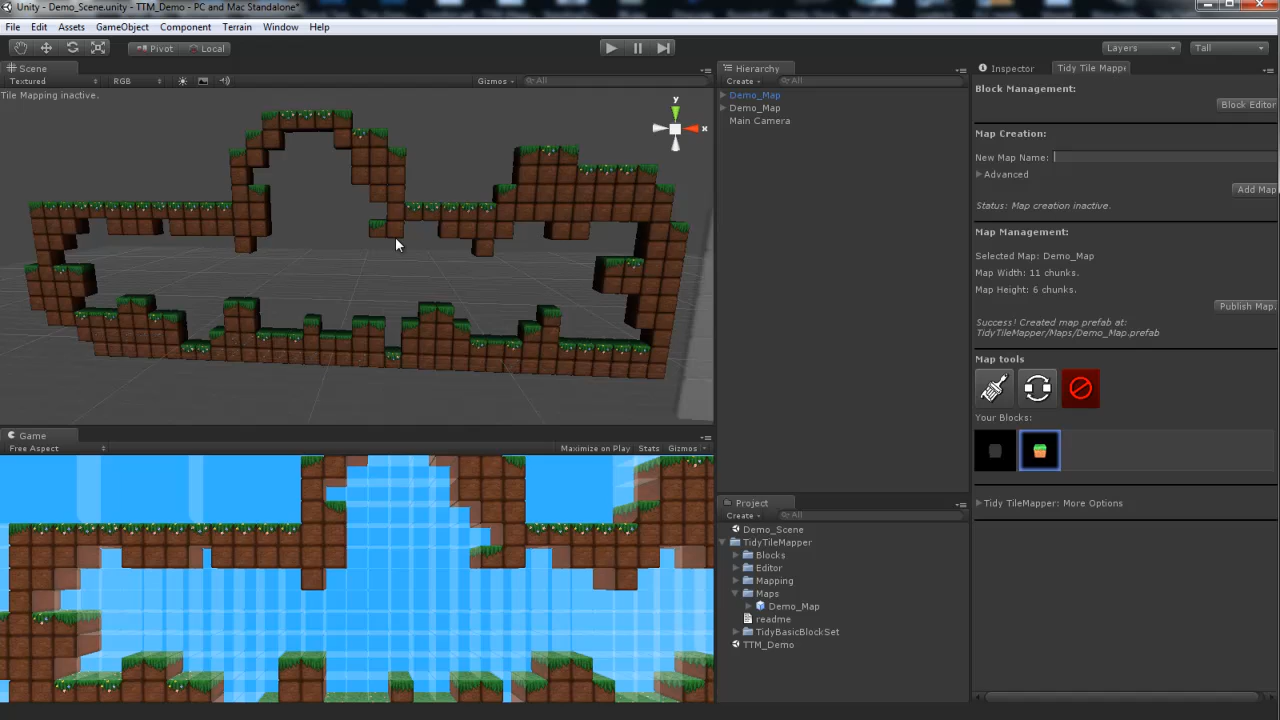 Unity - Demo_Scene.unity - TTM_Demo - PC and Mac Standalone*
File Edit Assets GameObject Component Terrain Window Help
Pivot Local Layers Tall
Scene
Textured RGB Gizmos All
Tile Mapping inactive.
y
x
Game
Free Aspect Maximize on Play Stats Gizmos
Hierarchy
Create All
Demo_Map
Demo_Map
Main Camera
Project
Create All
Demo_Scene
TidyTileMapper
Blocks
Editor
Mapping
Maps
Demo_Map
readme
TidyBasicBlockSet
TTM_Demo
Inspector Tidy Tile Mappe
Block Management:
Block Editor
Map Creation:
New Map Name:
Advanced
Add Map
Status: Map creation inactive.
Map Management:
Selected Map: Demo_Map
Map Width: 11 chunks.
Map Height: 6 chunks.
Publish Map
Success! Created map prefab at:
TidyTileMapper/Maps/Demo_Map.prefab
Map tools
Your Blocks:
Tidy TileMapper: More Options